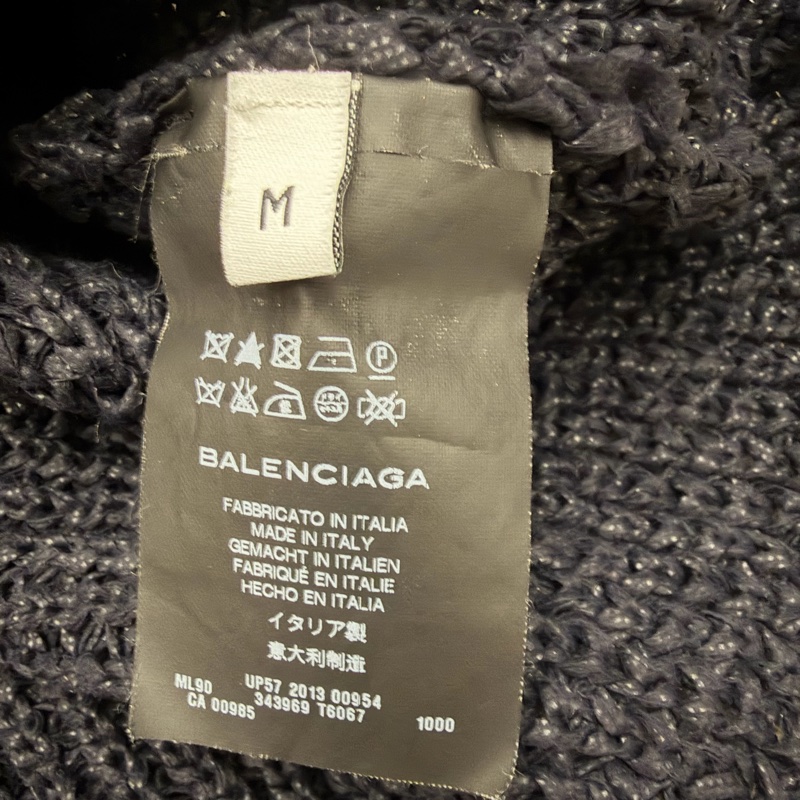 M
P
BALENCIAGA
FABBRICATO IN ITALIA
MADE IN ITALY
GEMACHT IN ITALIEN
FABRIQUÉ EN ITALIE
HECHO EN ITALIA
イタリア製
意大利制造
ML90 UP57 2013 00954
CA 00985 343969 T6067 1000